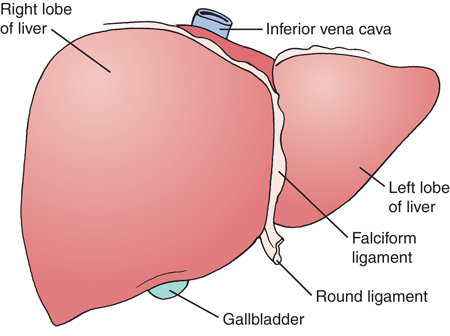 Right lobe
of liver
Inferior vena cava
Left lobe
of liver
Falciform
ligament
Round ligament
Gallbladder